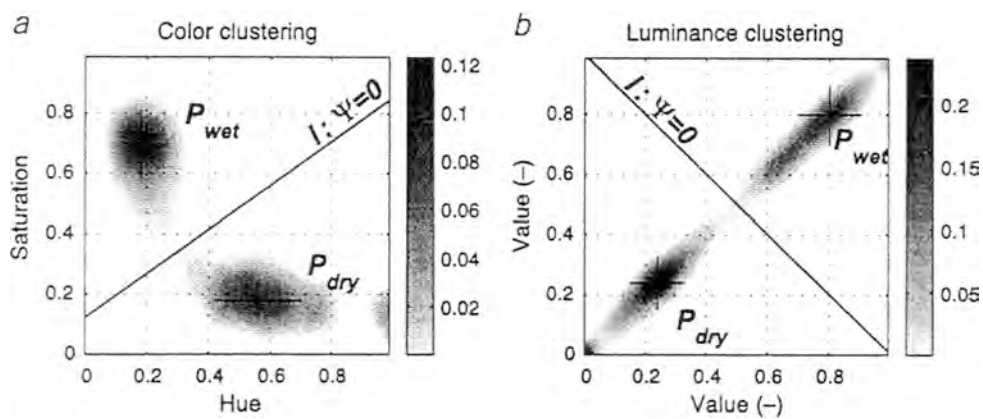 a
Color clustering
Saturation
0.8
0.6
0.4
0.2
0
P_wet
l: Ψ=0
P_dry
0
0.2
0.4
0.6
0.8
Hue
0.12
0.1
0.08
0.06
0.04
0.02
b
Luminance clustering
Value (–)
0.8
0.6
0.4
0.2
0
l: Ψ=0
P_wet
P_dry
0
0.2
0.4
0.6
0.8
Value (–)
0.2
0.15
0.1
0.05